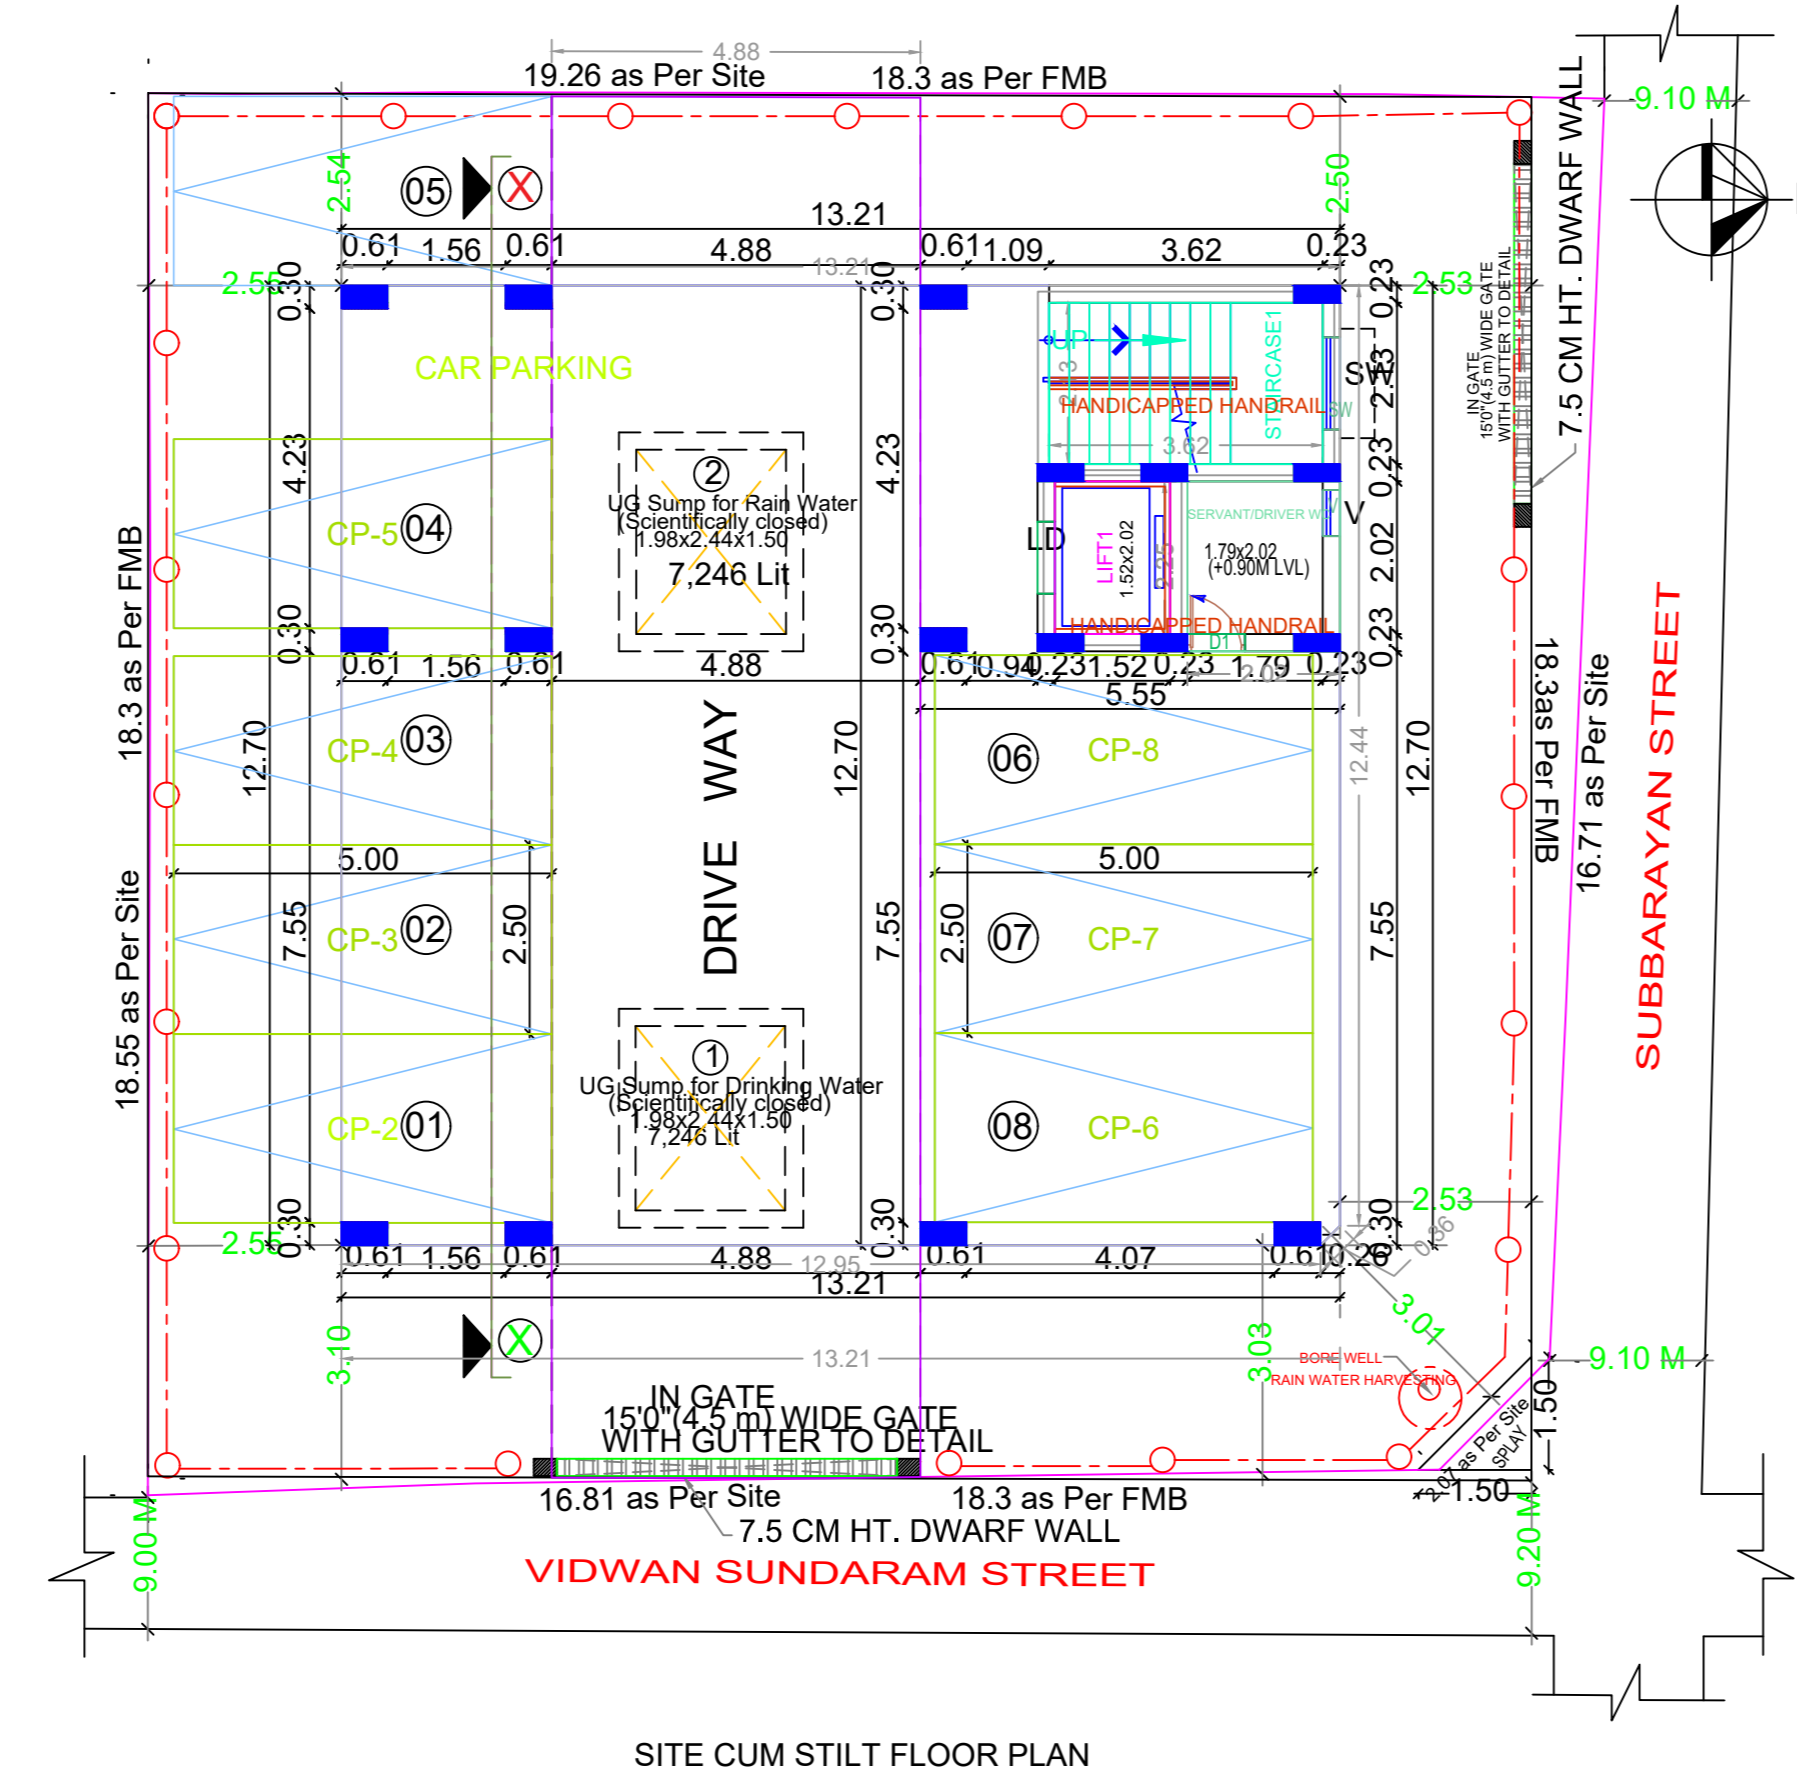 4.88
19.26 as Per Site
18.3 as Per FMB
9.10 M
7.5 CM HT. DWARF WALL
2.54
05
X
2.50
13.21
0.61
1.56
0.61
4.88
0.61
1.09
3.62
0.23
13.21
2.55
0.30
0.30
0.23
2.53
IN GATE
15'0"(4.5 m) WIDE GATE
WITH GUTTER TO DETAIL
CAR PARKING
UP
STAIRCASE1
SW
SW
2.13
2.13
HANDICAPPED HANDRAIL
3.62
4.23
4.23
0.23
2
UG Sump for Rain Water
(Scientifically closed)
1.98x2.44x1.50
7,246 Lit
CP-5
04
LD
LIFT1
1.52x2.02
2.25
SERVANT/DRIVER WC
1.79x2.02
(+0.90M LVL)
V
V
2.02
HANDICAPPED HANDRAIL
D1
0.30
0.30
0.23
18.3 as Per FMB
0.61
1.56
0.61
4.88
0.61
0.94
0.23
1.52
0.23
1.79
0.23
2.02
5.55
CP-4
03
12.70
DRIVE WAY
12.70
06
CP-8
12.44
12.70
18.3as Per FMB
16.71 as Per Site
SUBBARAYAN STREET
5.00
5.00
18.55 as Per Site
7.55
CP-3
02
2.50
7.55
2.50
07
CP-7
7.55
1
UG Sump for Drinking Water
(Scientifically closed)
1.98x2.44x1.50
7,246 Lit
CP-2
01
08
CP-6
2.53
2.55
0.30
0.30
0.30
0.36
0.61
1.56
0.61
4.88
12.95
0.61
4.07
0.61
0.26
13.21
3.10
X
13.21
3.03
3.01
BORE WELL
RAIN WATER HARVESTING
9.10 M
IN GATE
15'0"(4.5 m) WIDE GATE
WITH GUTTER TO DETAIL
2.07 as Per Site
SPLAY
1.50
1.50
16.81 as Per Site
18.3 as Per FMB
7.5 CM HT. DWARF WALL
9.00 M
VIDWAN SUNDARAM STREET
9.20 M
SITE CUM STILT FLOOR PLAN